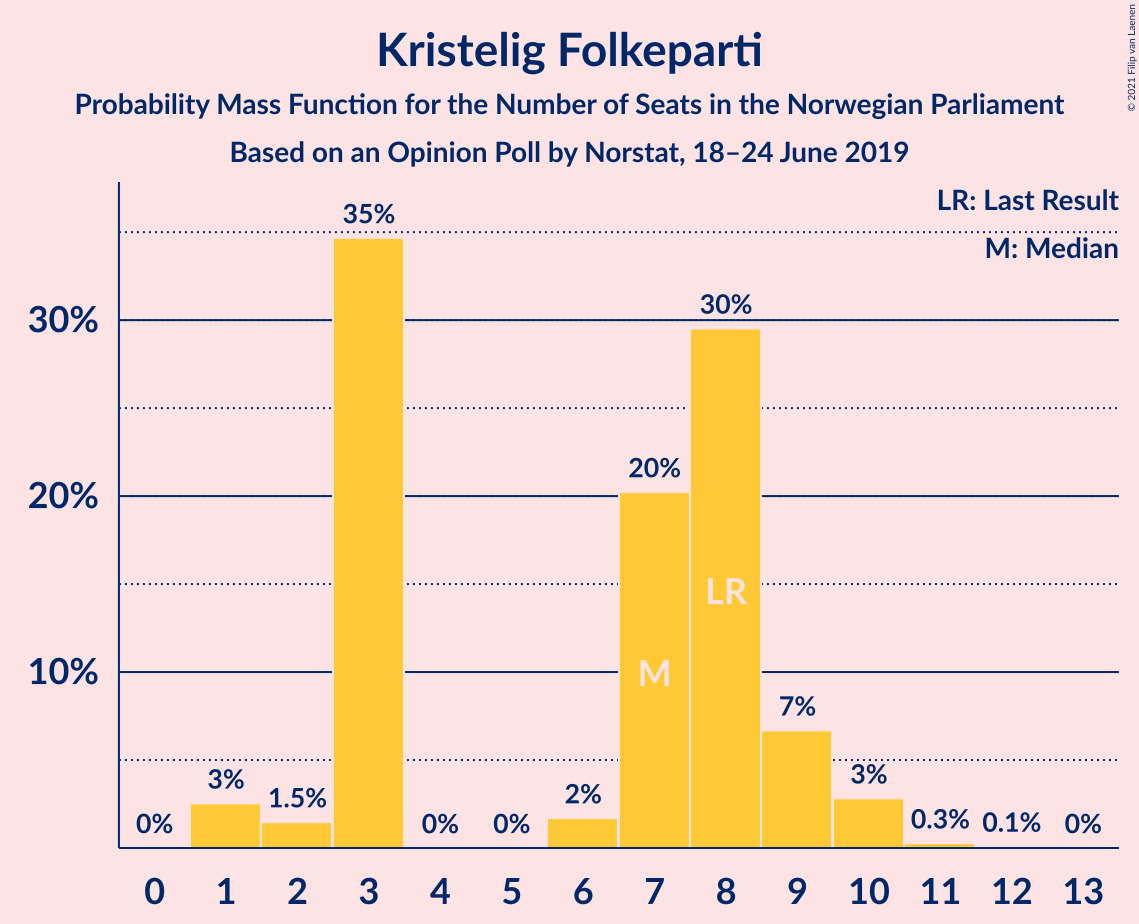 Kristelig Folkeparti
Probability Mass Function for the Number of Seats in the Norwegian Parliament
Based on an Opinion Poll by Norstat, 18–24 June 2019
© 2021 Filip van Laenen
LR: Last Result
M: Median
35%
30%
30%
20%
20%
LR
M
10%
7%
3%
3%
2%
1.5%
0%
0%
0%
0.3%
0.1%
0%
0 1 2 3 4 5 6 7 8 9 10 11 12 13